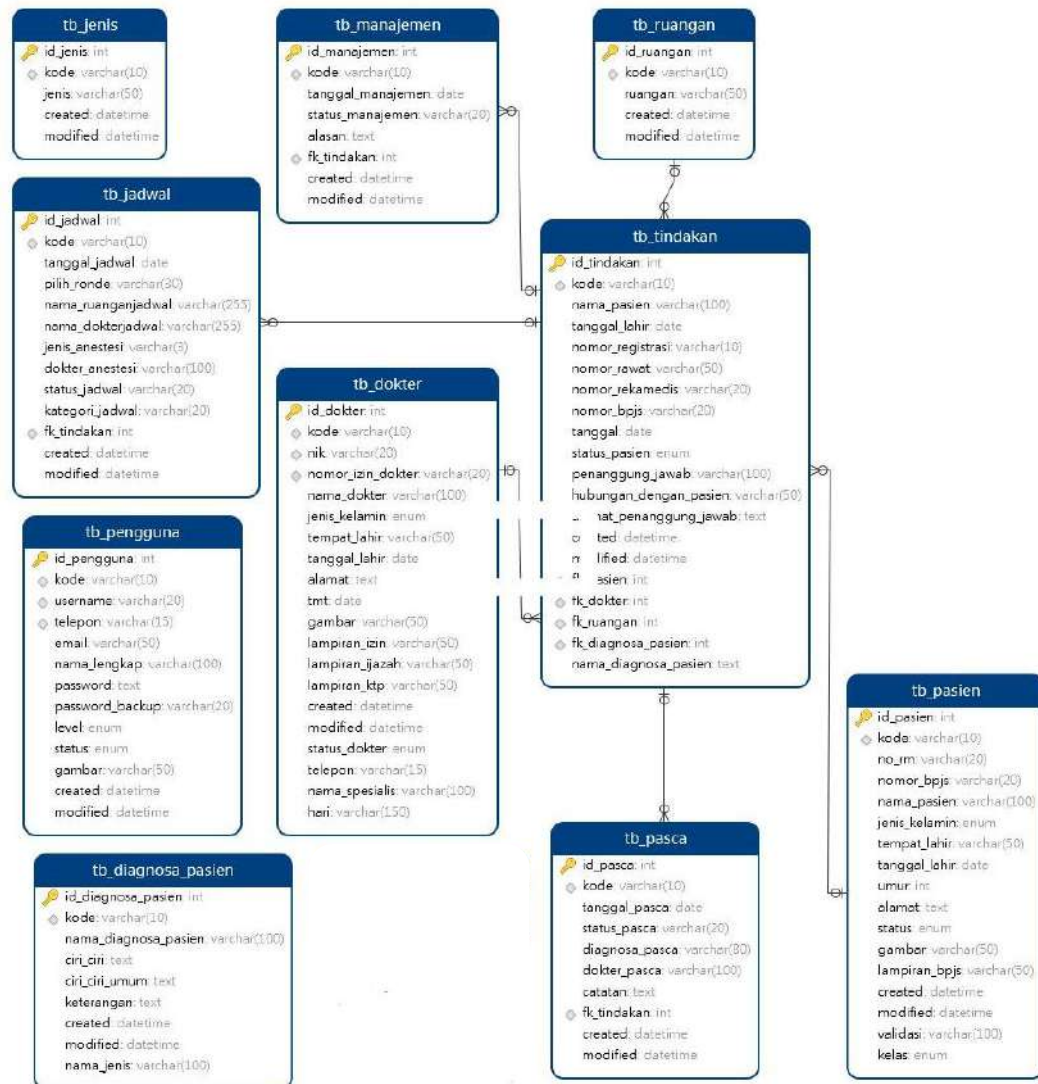 tb_jenis
id_jenis: int
kode: varchar(10)
jenis: varchar(50)
created: datetime
modified: datetime
tb_manajemen
id_manajemen: int
kode: varchar(10)
tanggal_manajemen: date
status_manajemen: varchar(20)
alasan: text
fk_tindakan: int
created: datetime
modified: datetime
tb_ruangan
id_ruangan: int
kode: varchar(10)
ruangan: varchar(50)
created: datetime
modified: datetime
tb_jadwal
id_jadwal: int
kode: varchar(10)
tanggal_jadwal: date
pilih_ronde: varchar(30)
nama_ruanganjadwal: varchar(255)
nama_dokterjadwal: varchar(255)
jenis_anestesi: varchar(3)
dokter_anestesi: varchar(100)
status_jadwal: varchar(20)
kategori_jadwal: varchar(20)
fk_tindakan: int
created: datetime
modified: datetime
tb_tindakan
id_tindakan: int
kode: varchar(10)
nama_pasien: varchar(100)
tanggal_lahir: date
nomor_registrasi: varchar(10)
nomor_rawat: varchar(50)
nomor_rekamedis: varchar(20)
nomor_bpjs: varchar(20)
tanggal: date
status_pasien: enum
penanggung_jawab: varchar(100)
hubungan_dengan_pasien: varchar(50)
mat_penanggung_jawab: text
ted: datetime
lified: datetime
asien: int
fk_dokter: int
fk_ruangan: int
fk_diagnosa_pasien: int
nama_diagnosa_pasien: text
tb_dokter
id_dokter: int
kode: varchar(10)
nik: varchar(20)
nomor_izin_dokter: varchar(20)
nama_dokter: varchar(100)
jenis_kelamin: enum
tempat_lahir: varchar(50)
tanggal_lahir: date
alamat: text
tmt: date
gambar: varchar(50)
lampiran_izin: varchar(50)
lampiran_ijazah: varchar(50)
lampiran_ktp: varchar(50)
created: datetime
modified: datetime
status_dokter: enum
telepon: varchar(15)
nama_spesialis: varchar(100)
hari: varchar(150)
tb_pengguna
id_pengguna: int
kode: varchar(10)
username: varchar(20)
telepon: varchar(15)
email: varchar(50)
nama_lengkap: varchar(100)
password: text
password_backup: varchar(20)
level: enum
status: enum
gambar: varchar(50)
created: datetime
modified: datetime
tb_pasien
id_pasien: int
kode: varchar(10)
no_rm: varchar(20)
nomor_bpjs: varchar(20)
nama_pasien: varchar(100)
jenis_kelamin: enum
tempat_lahir: varchar(50)
tanggal_lahir: date
umur: int
alamat: text
status: enum
gambar: varchar(50)
lampiran_bpjs: varchar(50)
created: datetime
modified: datetime
validasi: varchar(100)
kelas: enum
tb_diagnosa_pasien
id_diagnosa_pasien: int
kode: varchar(10)
nama_diagnosa_pasien: varchar(100)
ciri_ciri: text
ciri_ciri_umum: text
keterangan: text
created: datetime
modified: datetime
nama_jenis: varchar(100)
tb_pasca
id_pasca: int
kode: varchar(10)
tanggal_pasca: date
status_pasca: varchar(20)
diagnosa_pasca: varchar(80)
dokter_pasca: varchar(100)
catatan: text
fk_tindakan: int
created: datetime
modified: datetime